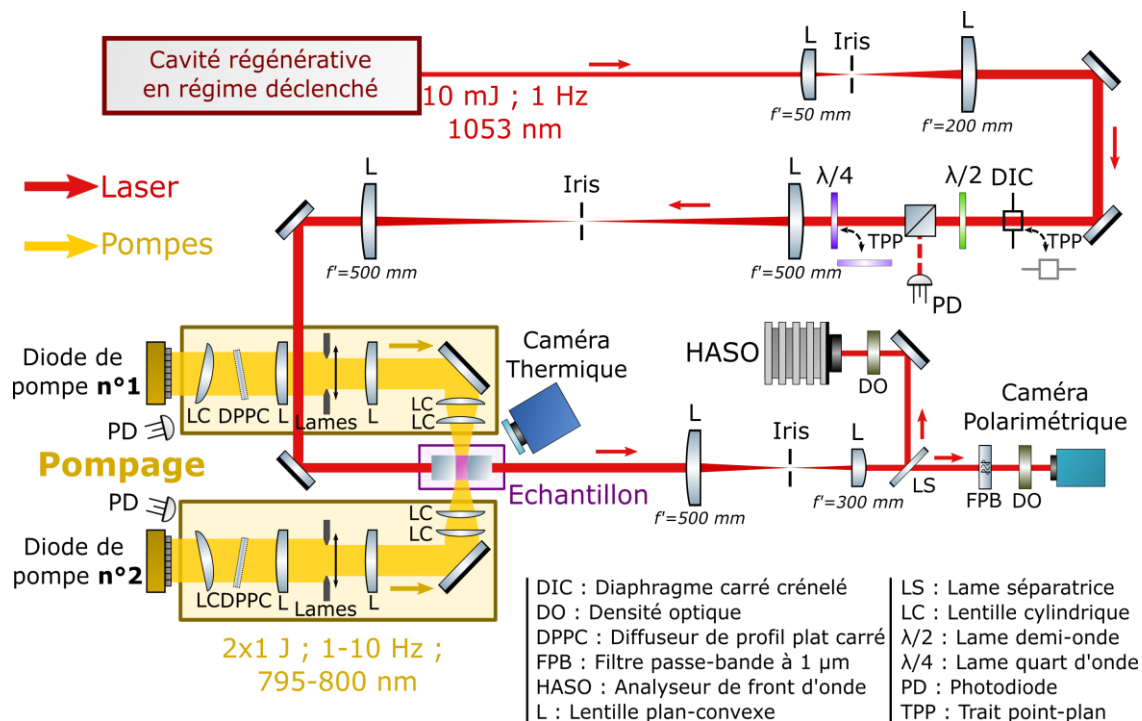 Cavité régénérative
en régime déclenché
10 mJ ; 1 Hz
1053 nm
L
Iris
L
f'=50 mm
f'=200 mm
Laser
Pompes
L
Iris
L
λ/4
λ/2
DIC
TPP
TPP
f'=500 mm
f'=500 mm
PD
Diode de
pompe n°1
LC
DPPC
L
Lames
L
LC
LC
PD
Caméra
Thermique
HASO
DO
Caméra
Polarimétrique
Pompage
Echantillon
L
Iris
L
LS
FPB
DO
f'=500 mm
f'=300 mm
PD
Diode de
pompe n°2
LC
DPPC
L
Lames
L
LC
LC
2x1 J ; 1-10 Hz ;
795-800 nm
DIC : Diaphragme carré crénelé
DO : Densité optique
DPPC : Diffuseur de profil plat carré
FPB : Filtre passe-bande à 1 µm
HASO : Analyseur de front d'onde
L : Lentille plan-convexe
LS : Lame séparatrice
LC : Lentille cylindrique
λ/2 : Lame demi-onde
λ/4 : Lame quart d'onde
PD : Photodiode
TPP : Trait point-plan